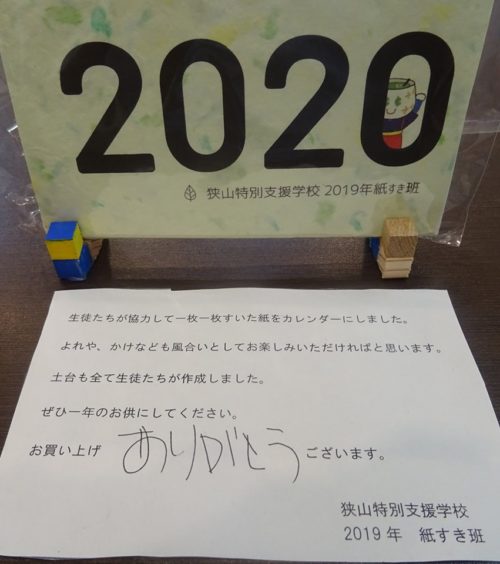 2020
狭山特別支援学校 2019年紙すき班
生徒たちが協力して一枚一枚すいた紙をカレンダーにしました。
よれや、かけなども風合いとしてお楽しみいただければと思います。
土台も全て生徒たちが作成しました。
ぜひ一年のお供にしてください。
お買い上げ ありがとう ございます。
狭山特別支援学校
2019 年 紙すき班